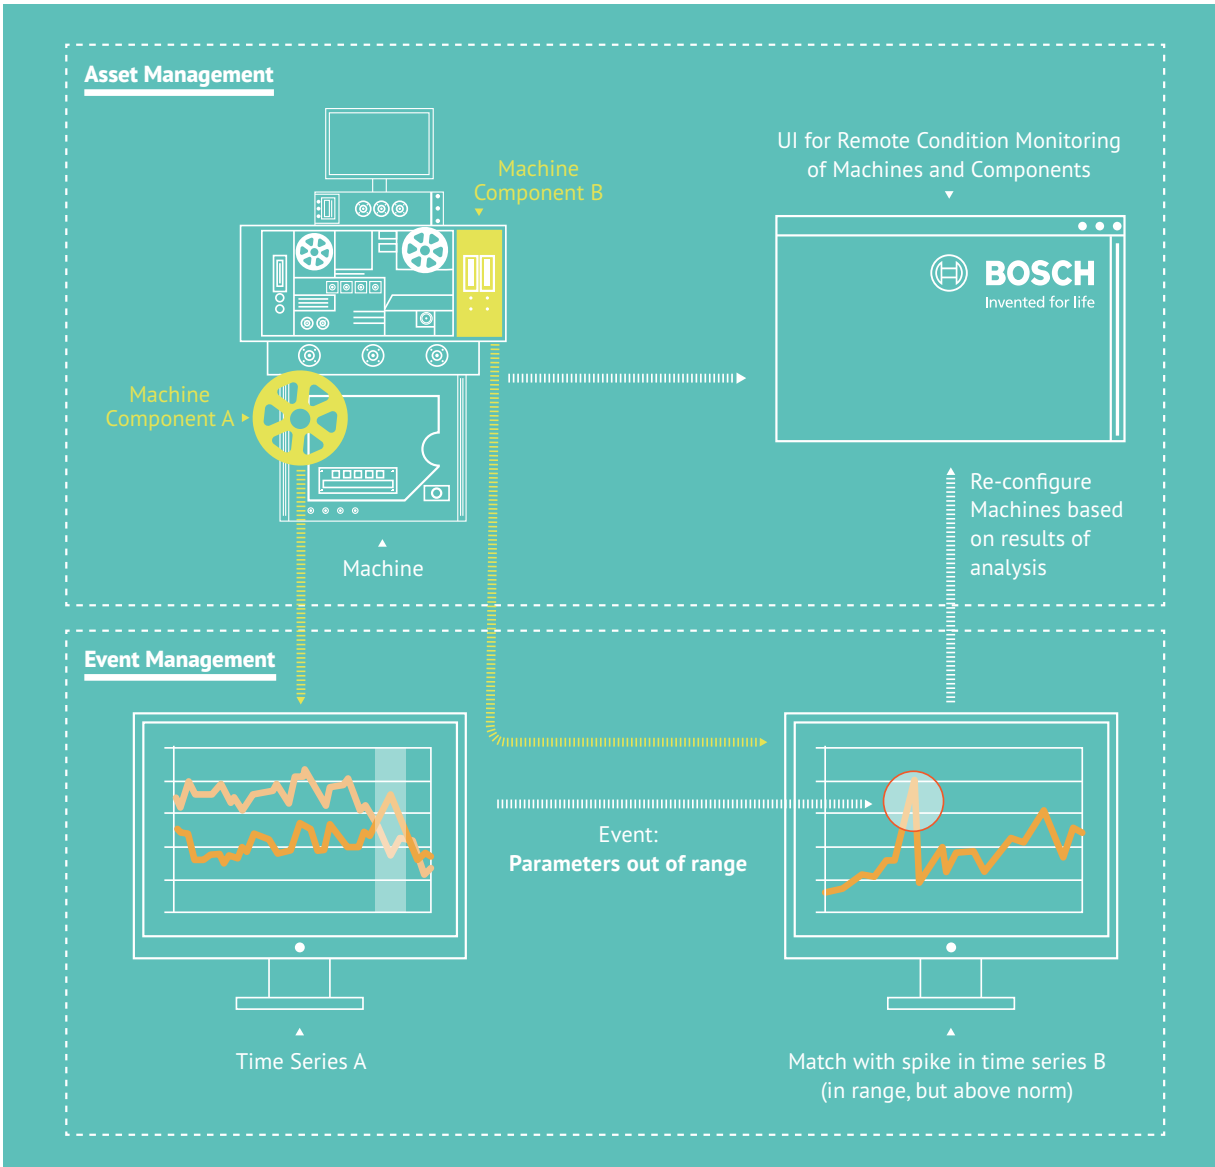 Asset Management
Machine
Component B
UI for Remote Condition Monitoring
of Machines and Components
BOSCH
Invented for life
Machine
Component A
Re-configure
Machines based
on results of
analysis
Machine
Event Management
Event:
Parameters out of range
Time Series A
Match with spike in time series B
(in range, but above norm)